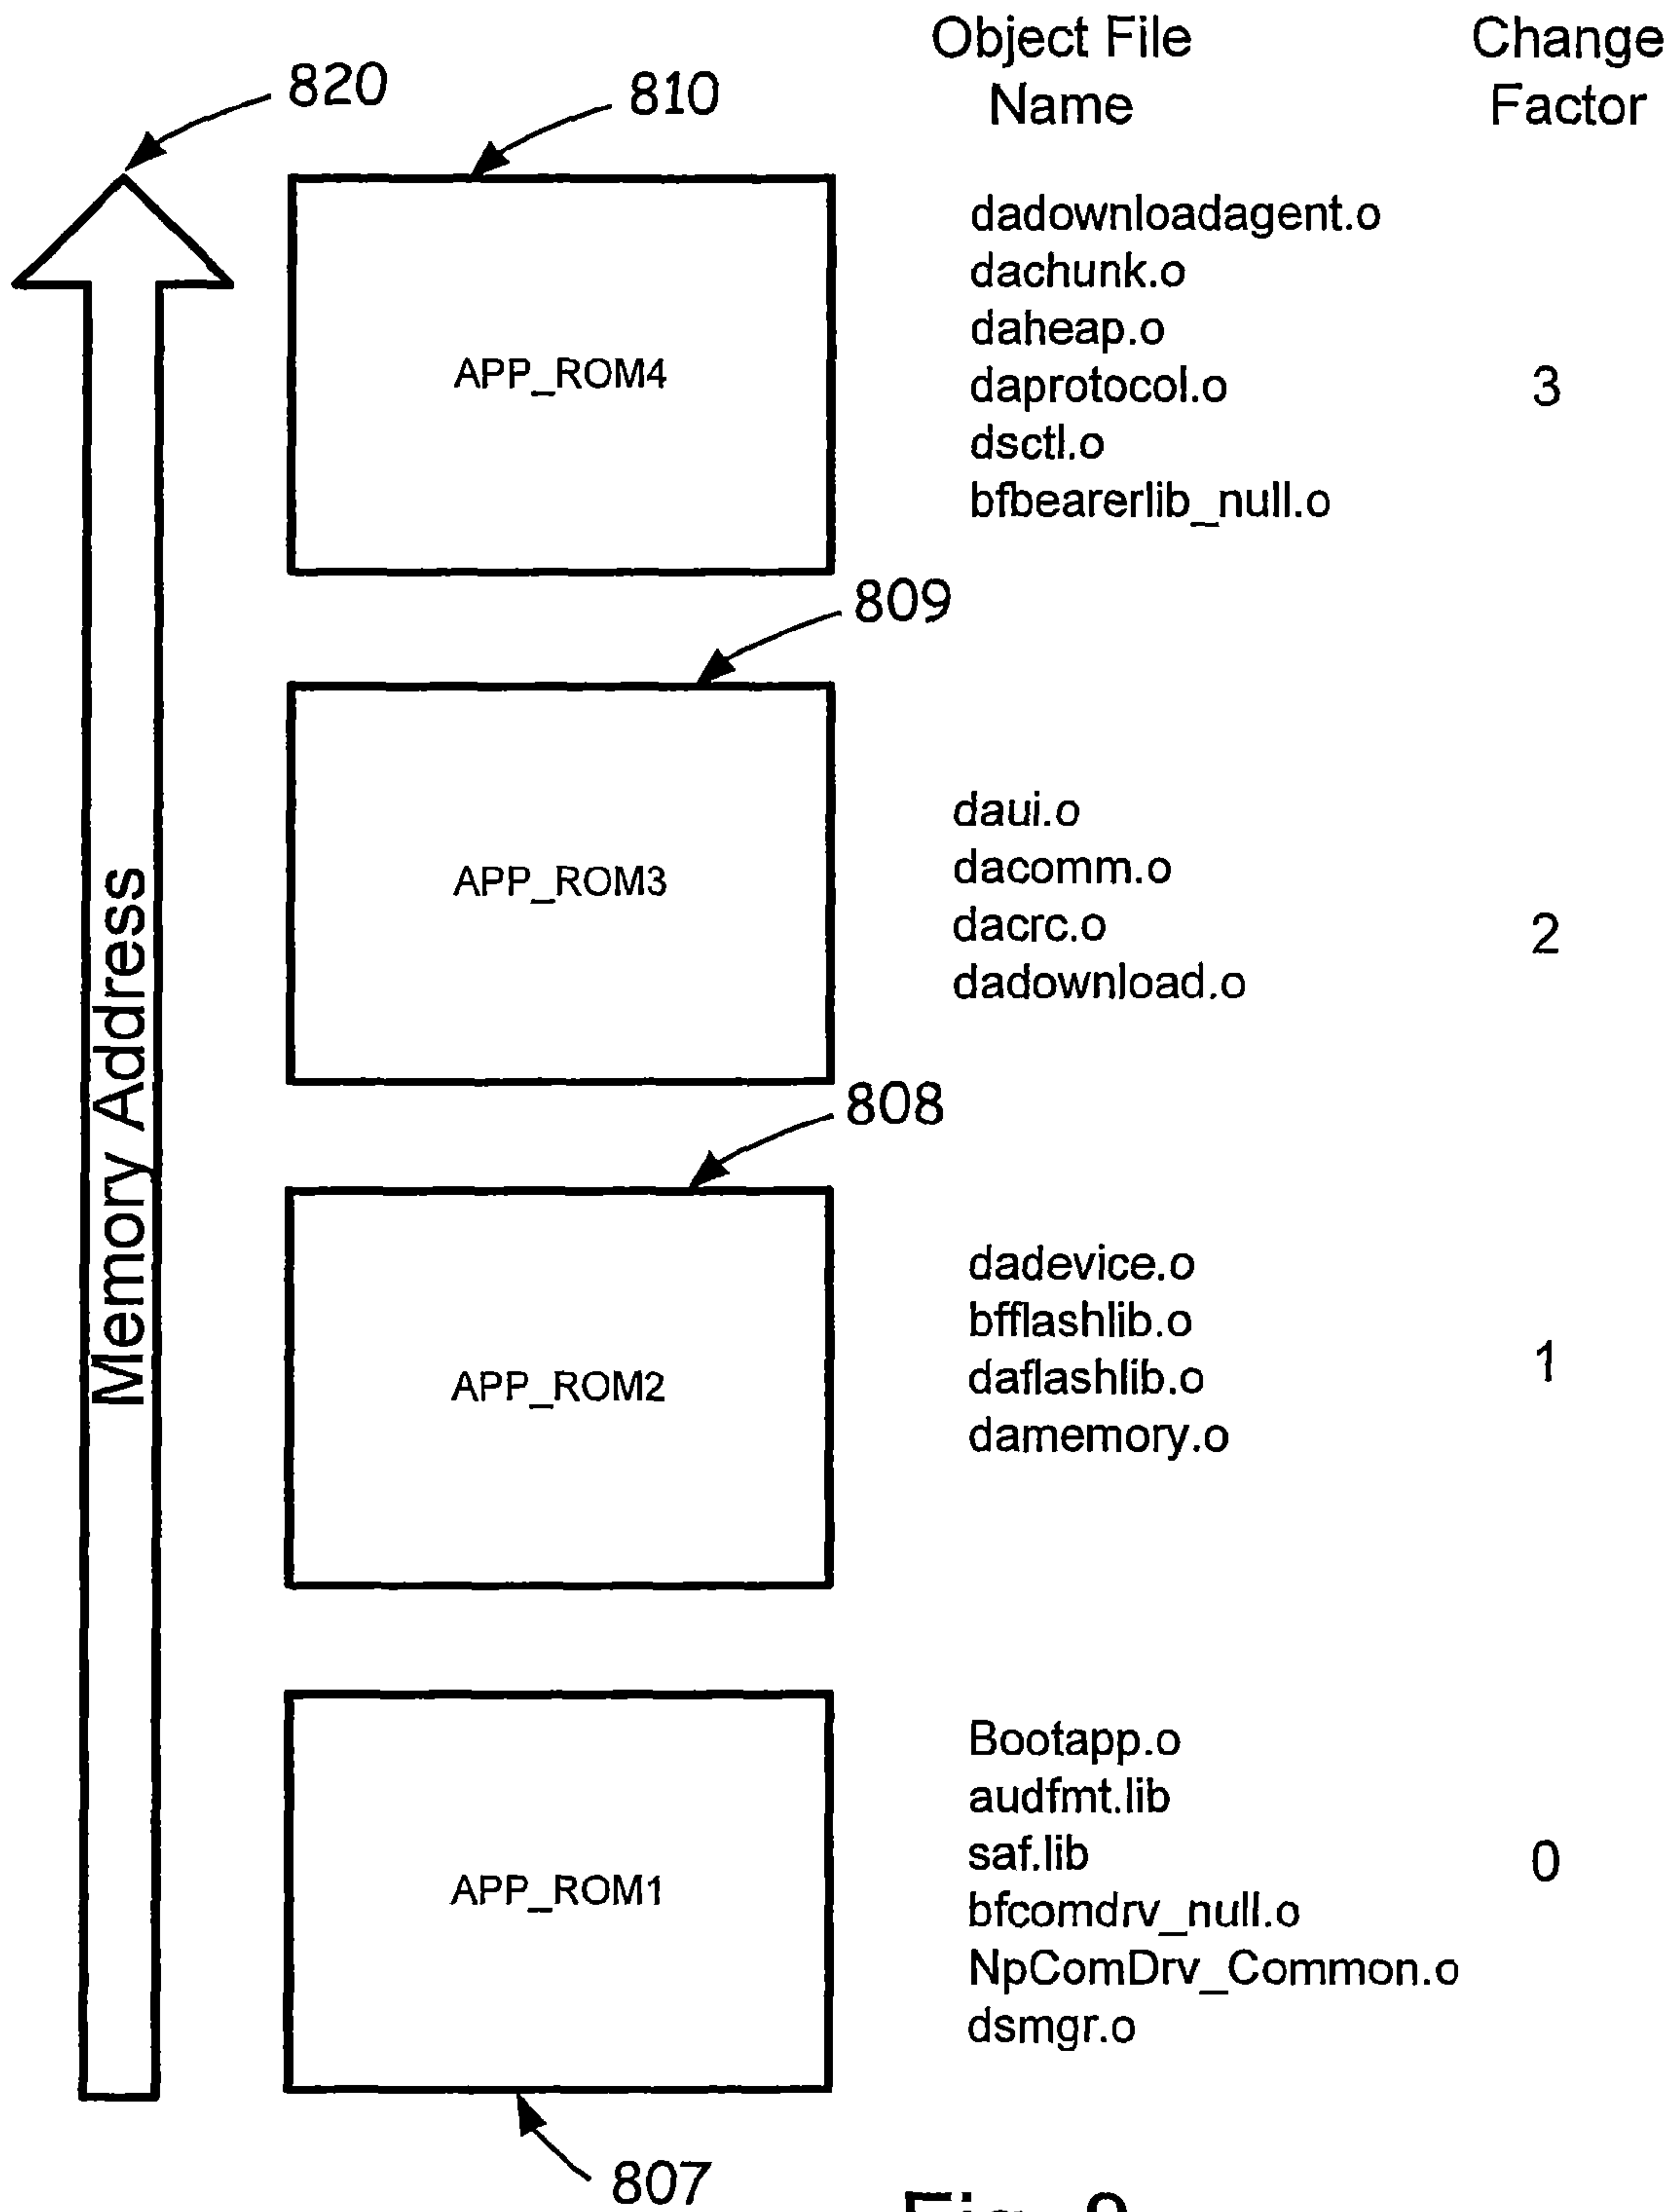 Object File
Name
Change
Factor
820
810
APP_ROM4
dadownloadagent.o
dachunk.o
daheap.o
daprotocol.o
dsctl.o
bfbearerlib_null.o
3
809
APP_ROM3
daui.o
dacomm.o
dacrc.o
dadownload.o
2
Memory Address
808
APP_ROM2
dadevice.o
bfflashlib.o
daflashlib.o
damemory.o
1
APP_ROM1
Bootapp.o
audfmt.lib
saf.lib
bfcomdrv_null.o
NpComDrv_Common.o
dsmgr.o
0
807